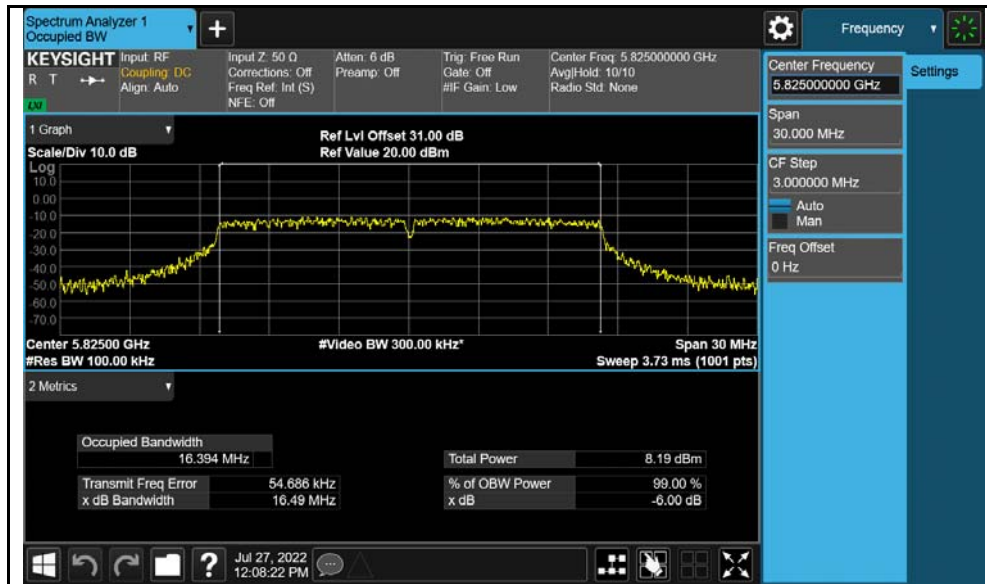 Spectrum Analyzer 1
Occupied BW
+
Frequency
KEYSIGHT
R T
LXI
Input: RF
Coupling: DC
Align: Auto
Input Z: 50 Ω
Corrections: Off
Freq Ref: Int (S)
NFE: Off
Atten: 6 dB
Preamp: Off
Trig: Free Run
Gate: Off
#IF Gain: Low
Center Freq: 5.825000000 GHz
Avg|Hold: 10/10
Radio Std: None
Center Frequency
5.825000000 GHz
Settings
Span
30.000 MHz
CF Step
3.000000 MHz
Auto
Man
Freq Offset
0 Hz
1 Graph
Scale/Div 10.0 dB
Ref Lvl Offset 31.00 dB
Ref Value 20.00 dBm
Log
10.0
0.00
-10.0
-20.0
-30.0
-40.0
-50.0
-60.0
-70.0
Center 5.82500 GHz
#Res BW 100.00 kHz
#Video BW 300.00 kHz*
Span 30 MHz
Sweep 3.73 ms (1001 pts)
2 Metrics
Occupied Bandwidth
16.394 MHz
Total Power 8.19 dBm
Transmit Freq Error 54.686 kHz
% of OBW Power 99.00 %
x dB Bandwidth 16.49 MHz
x dB -6.00 dB
?
Jul 27, 2022
12:08:22 PM